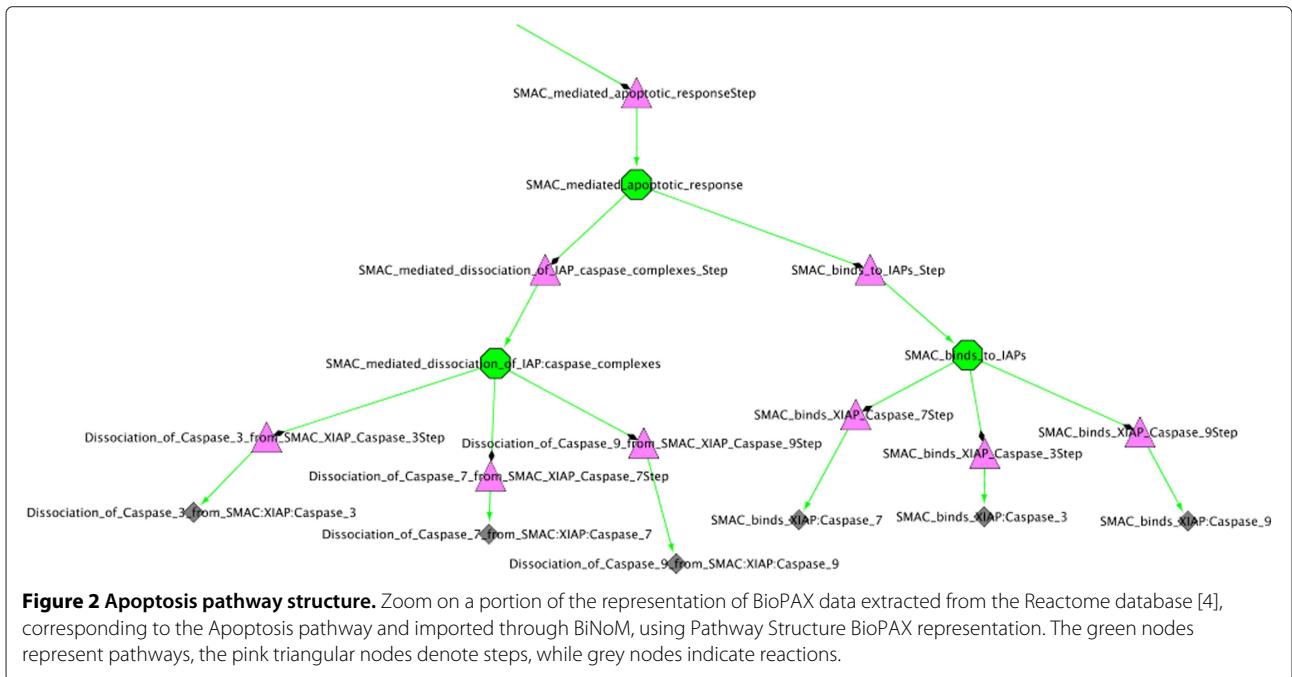 SMAC_mediated_apoptotic_responseStep
SMAC_mediated_apoptotic_response
SMAC_mediated_dissociation_of_IAP_caspase_complexes_Step
SMAC_binds_to_IAPs_Step
SMAC_mediated_dissociation_of_IAP:caspase_complexes
SMAC_binds_to_IAPs
SMAC_binds_XIAP_Caspase_7Step
Dissociation_of_Caspase_3_from_SMAC_XIAP_Caspase_3Step
Dissociation_of_Caspase_9_from_SMAC_XIAP_Caspase_9Step
SMAC_binds_XIAP_Caspase_9Step
SMAC_binds_XIAP_Caspase_3Step
Dissociation_of_Caspase_7_from_SMAC_XIAP_Caspase_7Step
Dissociation_of_Caspase_3_from_SMAC:XIAP:Caspase_3
SMAC_binds_XIAP:Caspase_7
SMAC_binds_XIAP:Caspase_3
SMAC_binds_XIAP:Caspase_9
Dissociation_of_Caspase_7_from_SMAC:XIAP:Caspase_7
Dissociation_of_Caspase_9_from_SMAC:XIAP:Caspase_9
Figure 2 Apoptosis pathway structure. Zoom on a portion of the representation of BioPAX data extracted from the Reactome database [4],
corresponding to the Apoptosis pathway and imported through BiNoM, using Pathway Structure BioPAX representation. The green nodes
represent pathways, the pink triangular nodes denote steps, while grey nodes indicate reactions.